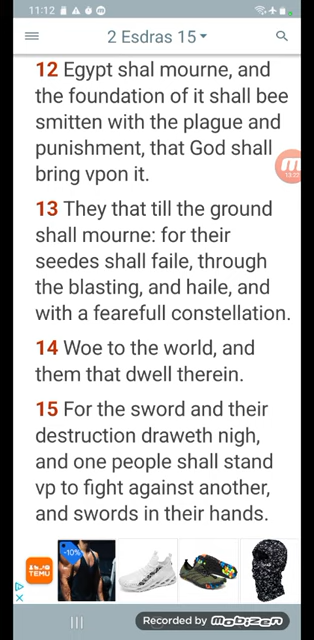 11:12
2 Esdras 15
12 Egypt shal mourne, and
the foundation of it shall bee
smitten with the plague and
punishment, that God shall
bring vpon it.
13 They that till the ground
shall mourne: for their
seedes shall faile, through
the blasting, and haile, and
with a fearefull constellation.
14 Woe to the world, and
them that dwell therein.
15 For the sword and their
destruction draweth nigh,
and one people shall stand
vp to fight against another,
and swords in their hands.
TEMU
-10%
Recorded by Mobizen